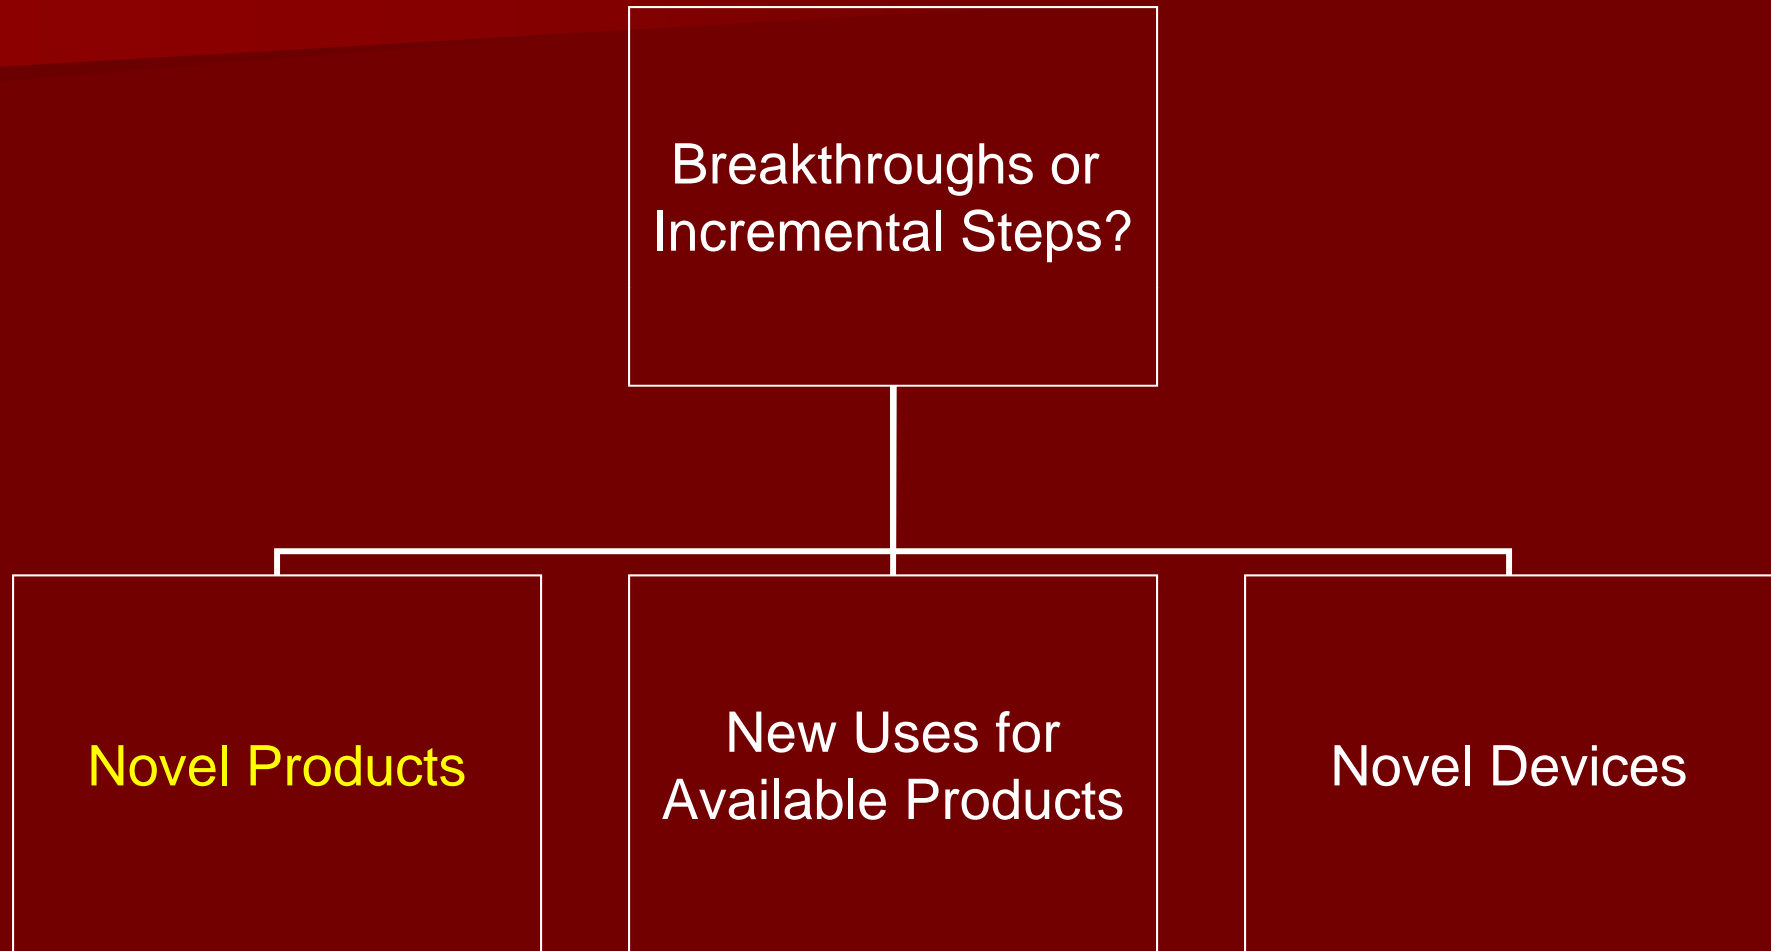 Breakthroughs or
Incremental Steps?
Novel Products
New Uses for
Available Products
Novel Devices